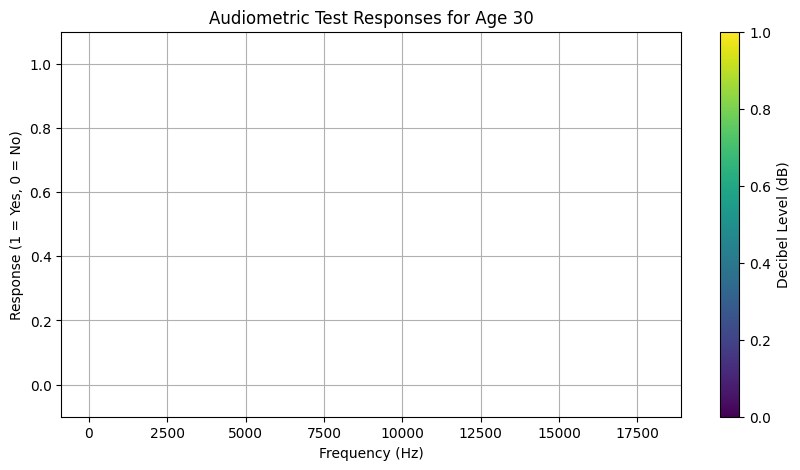 Audiometric Test Responses for Age 30
Response (1 = Yes, 0 = No)
1.0
0.8
0.6
0.4
0.2
0.0
0 2500 5000 7500 10000 12500 15000 17500
Frequency (Hz)
1.0
0.8
0.6
0.4
0.2
0.0
Decibel Level (dB)